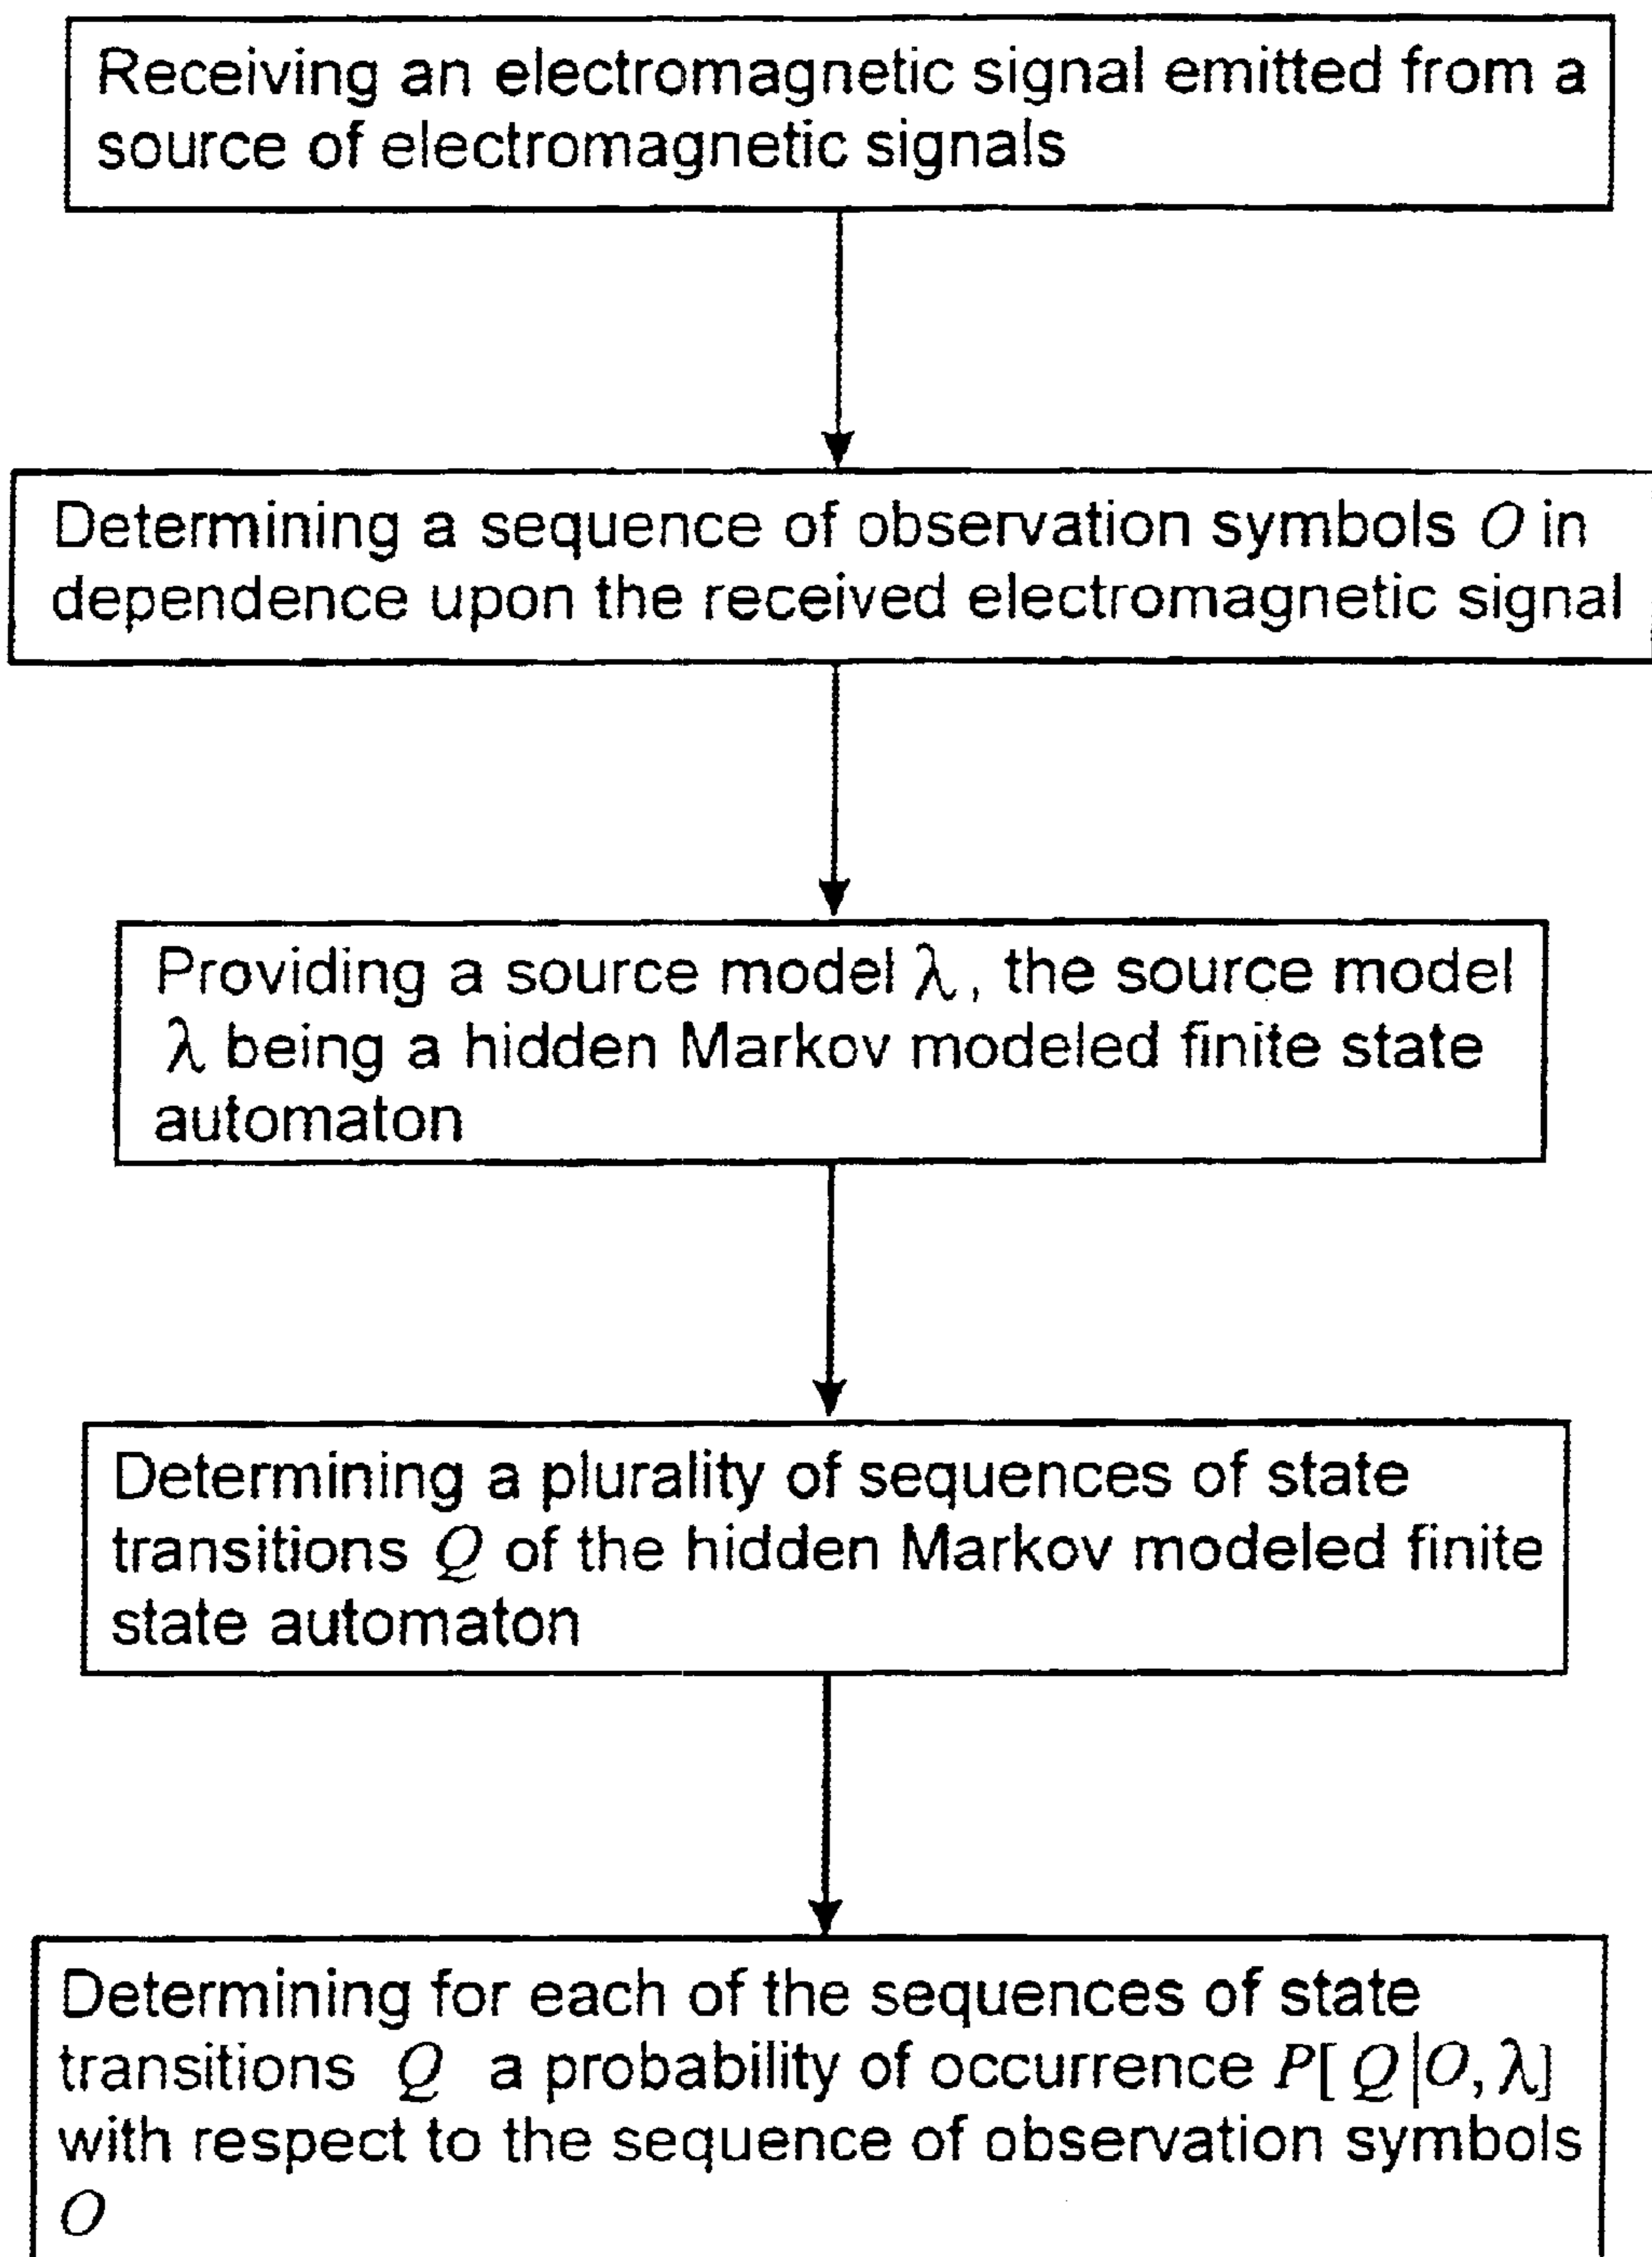 Receiving an electromagnetic signal emitted from a
source of electromagnetic signals
Determining a sequence of observation symbols O in
dependence upon the received electromagnetic signal
Providing a source model λ, the source model
λ being a hidden Markov modeled finite state
automaton
Determining a plurality of sequences of state
transitions Q of the hidden Markov modeled finite
state automaton
Determining for each of the sequences of state
transitions Q a probability of occurrence P[Q|O, λ]
with respect to the sequence of observation symbols
O